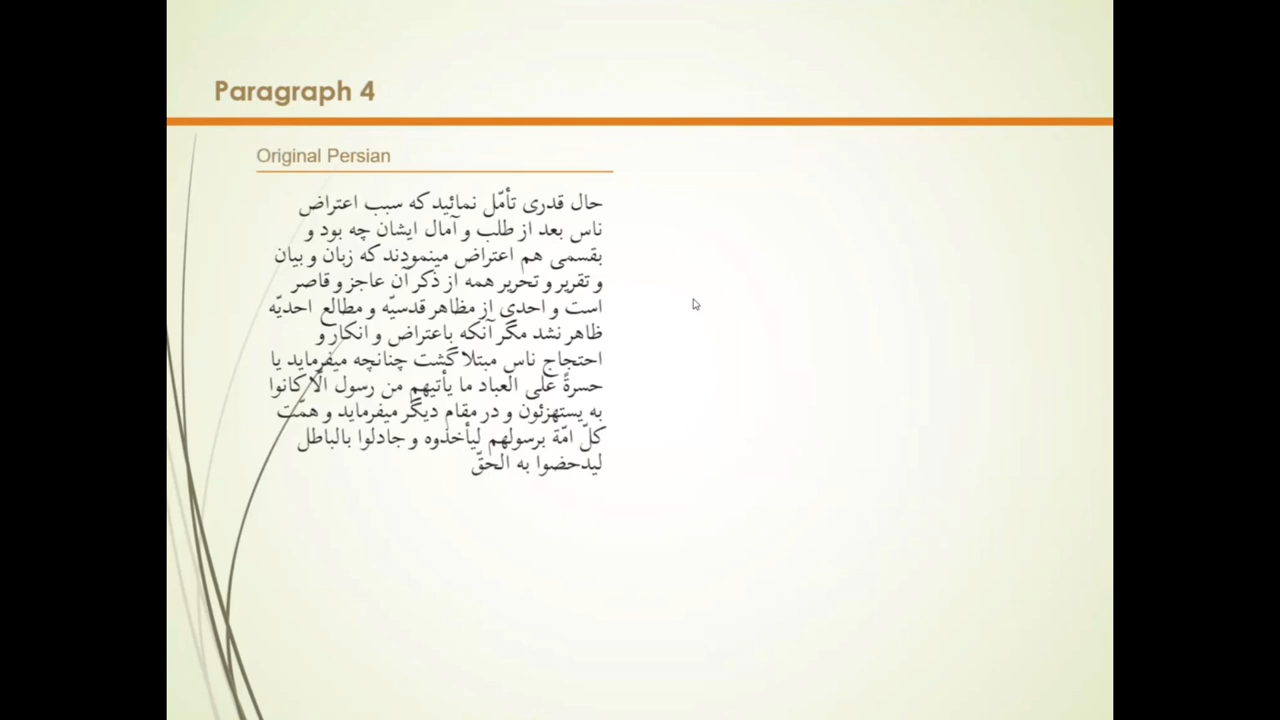 Paragraph 4
Original Persian
حال قدری تأمّل نمائید که سبب اعتراض
ناس بعد از طلب و آمال ایشان چه بود و
بقسمی هم اعتراض مینمودند که زبان و بیان
و تقریر و تحریر همه از ذکر آن عاجز و قاصر
است و احدی از مظاهر قدسیّه و مطالع احدیّه
ظاهر نشد مگر آنکه باعتراض و انکار و
احتجاج ناس مبتلا گشت چنانچه میفرماید یا
حسرةً علی العباد ما یأتیهم من رسول الّا کانوا
به یستهزئون و در مقام دیگر میفرماید و همّت
کلّ امّة برسولهم لیأخذوه و جادلوا بالباطل
لیدحضوا به الحقّ